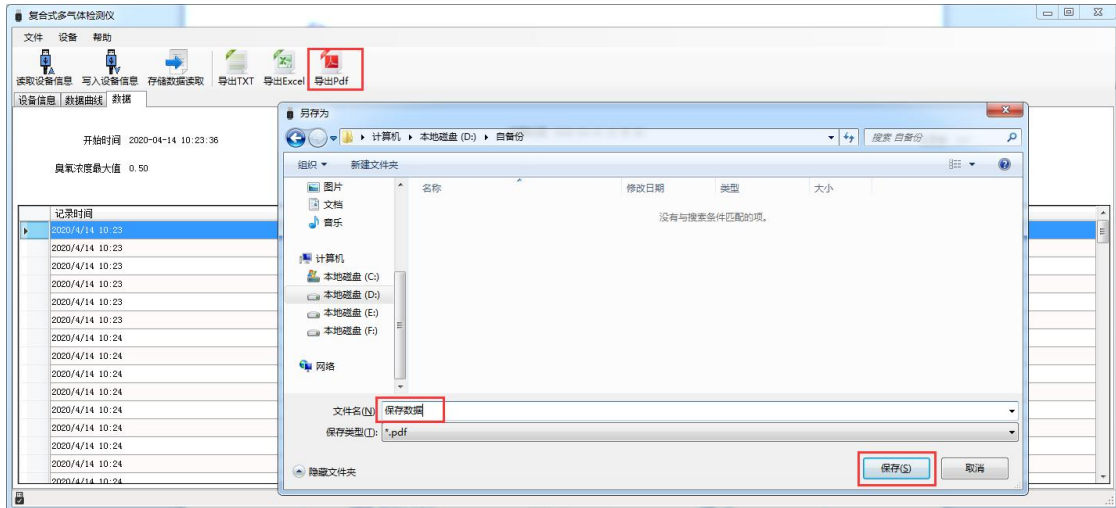 复合式多气体检测仪
文件 设备 帮助
读取设备信息 写入设备信息 存储数据读取 导出TXT 导出Excel 导出Pdf
设备信息 数据曲线 数据
开始时间 2020-04-14 10:23:36
臭氧浓度最大值 0.50
记录时间
2020/4/14 10:23
2020/4/14 10:23
2020/4/14 10:23
2020/4/14 10:23
2020/4/14 10:23
2020/4/14 10:23
2020/4/14 10:24
2020/4/14 10:24
2020/4/14 10:24
2020/4/14 10:24
2020/4/14 10:24
2020/4/14 10:24
2020/4/14 10:24
2020/4/14 10:24
2020/4/14 10:24
另存为
计算机 本地磁盘 (D:) 自备份
搜索 自备份
组织 新建文件夹
图片
文档
音乐
计算机
本地磁盘 (C:)
本地磁盘 (D:)
本地磁盘 (E:)
本地磁盘 (F:)
网络
名称 修改日期 类型 大小
没有与搜索条件匹配的项。
文件名(N) 保存数据
保存类型(T): *.pdf
隐藏文件夹
保存(S) 取消